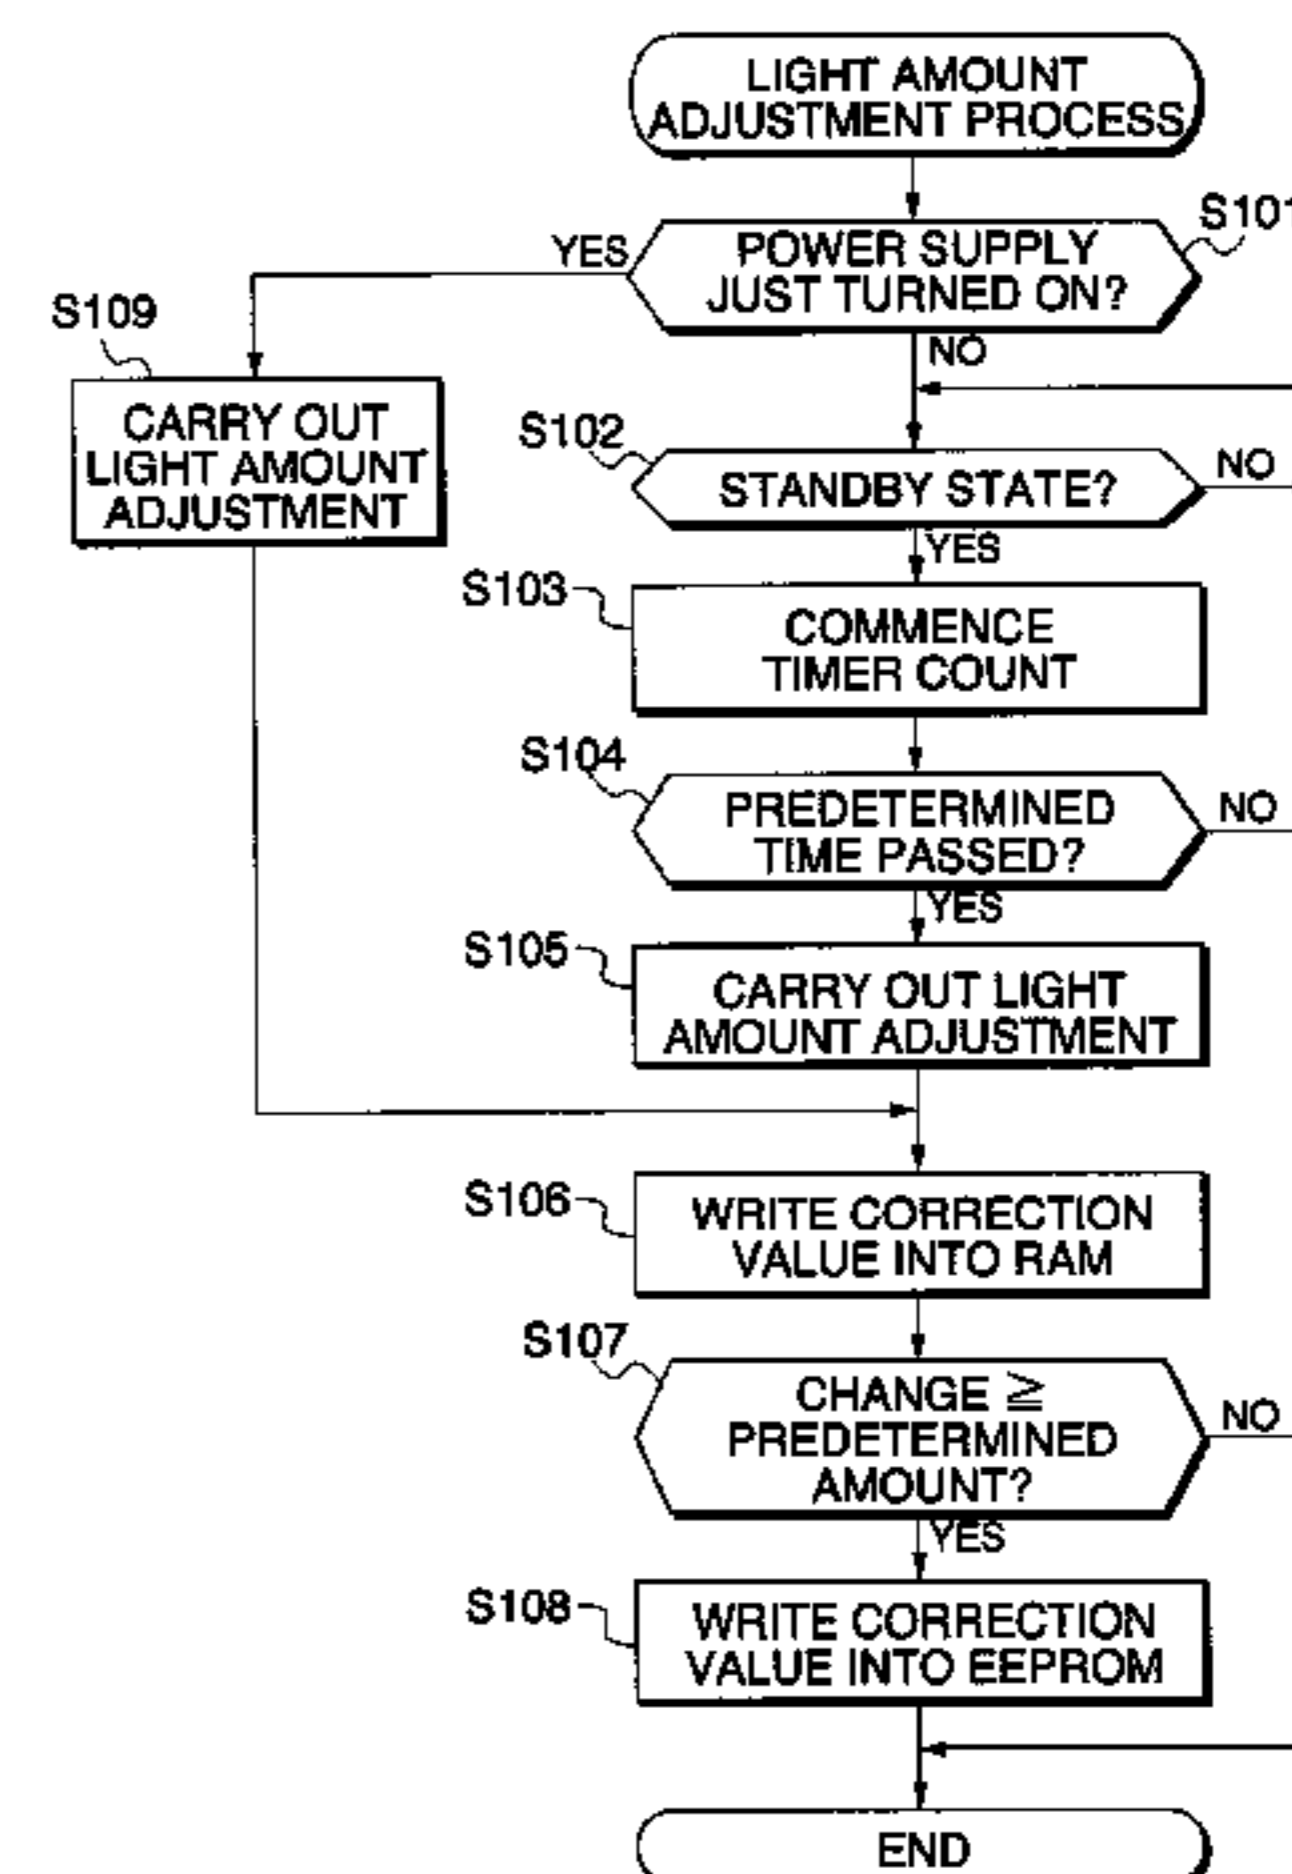 LIGHT AMOUNT
ADJUSTMENT PROCESS
S101
POWER SUPPLY
JUST TURNED ON?
YES
NO
S109
CARRY OUT
LIGHT AMOUNT
ADJUSTMENT
S102
STANDBY STATE?
NO
YES
S103
COMMENCE
TIMER COUNT
S104
PREDETERMINED
TIME PASSED?
NO
YES
S105
CARRY OUT LIGHT
AMOUNT ADJUSTMENT
S106
WRITE CORRECTION
VALUE INTO RAM
S107
CHANGE ≧
PREDETERMINED
AMOUNT?
NO
YES
S108
WRITE CORRECTION
VALUE INTO EEPROM
END